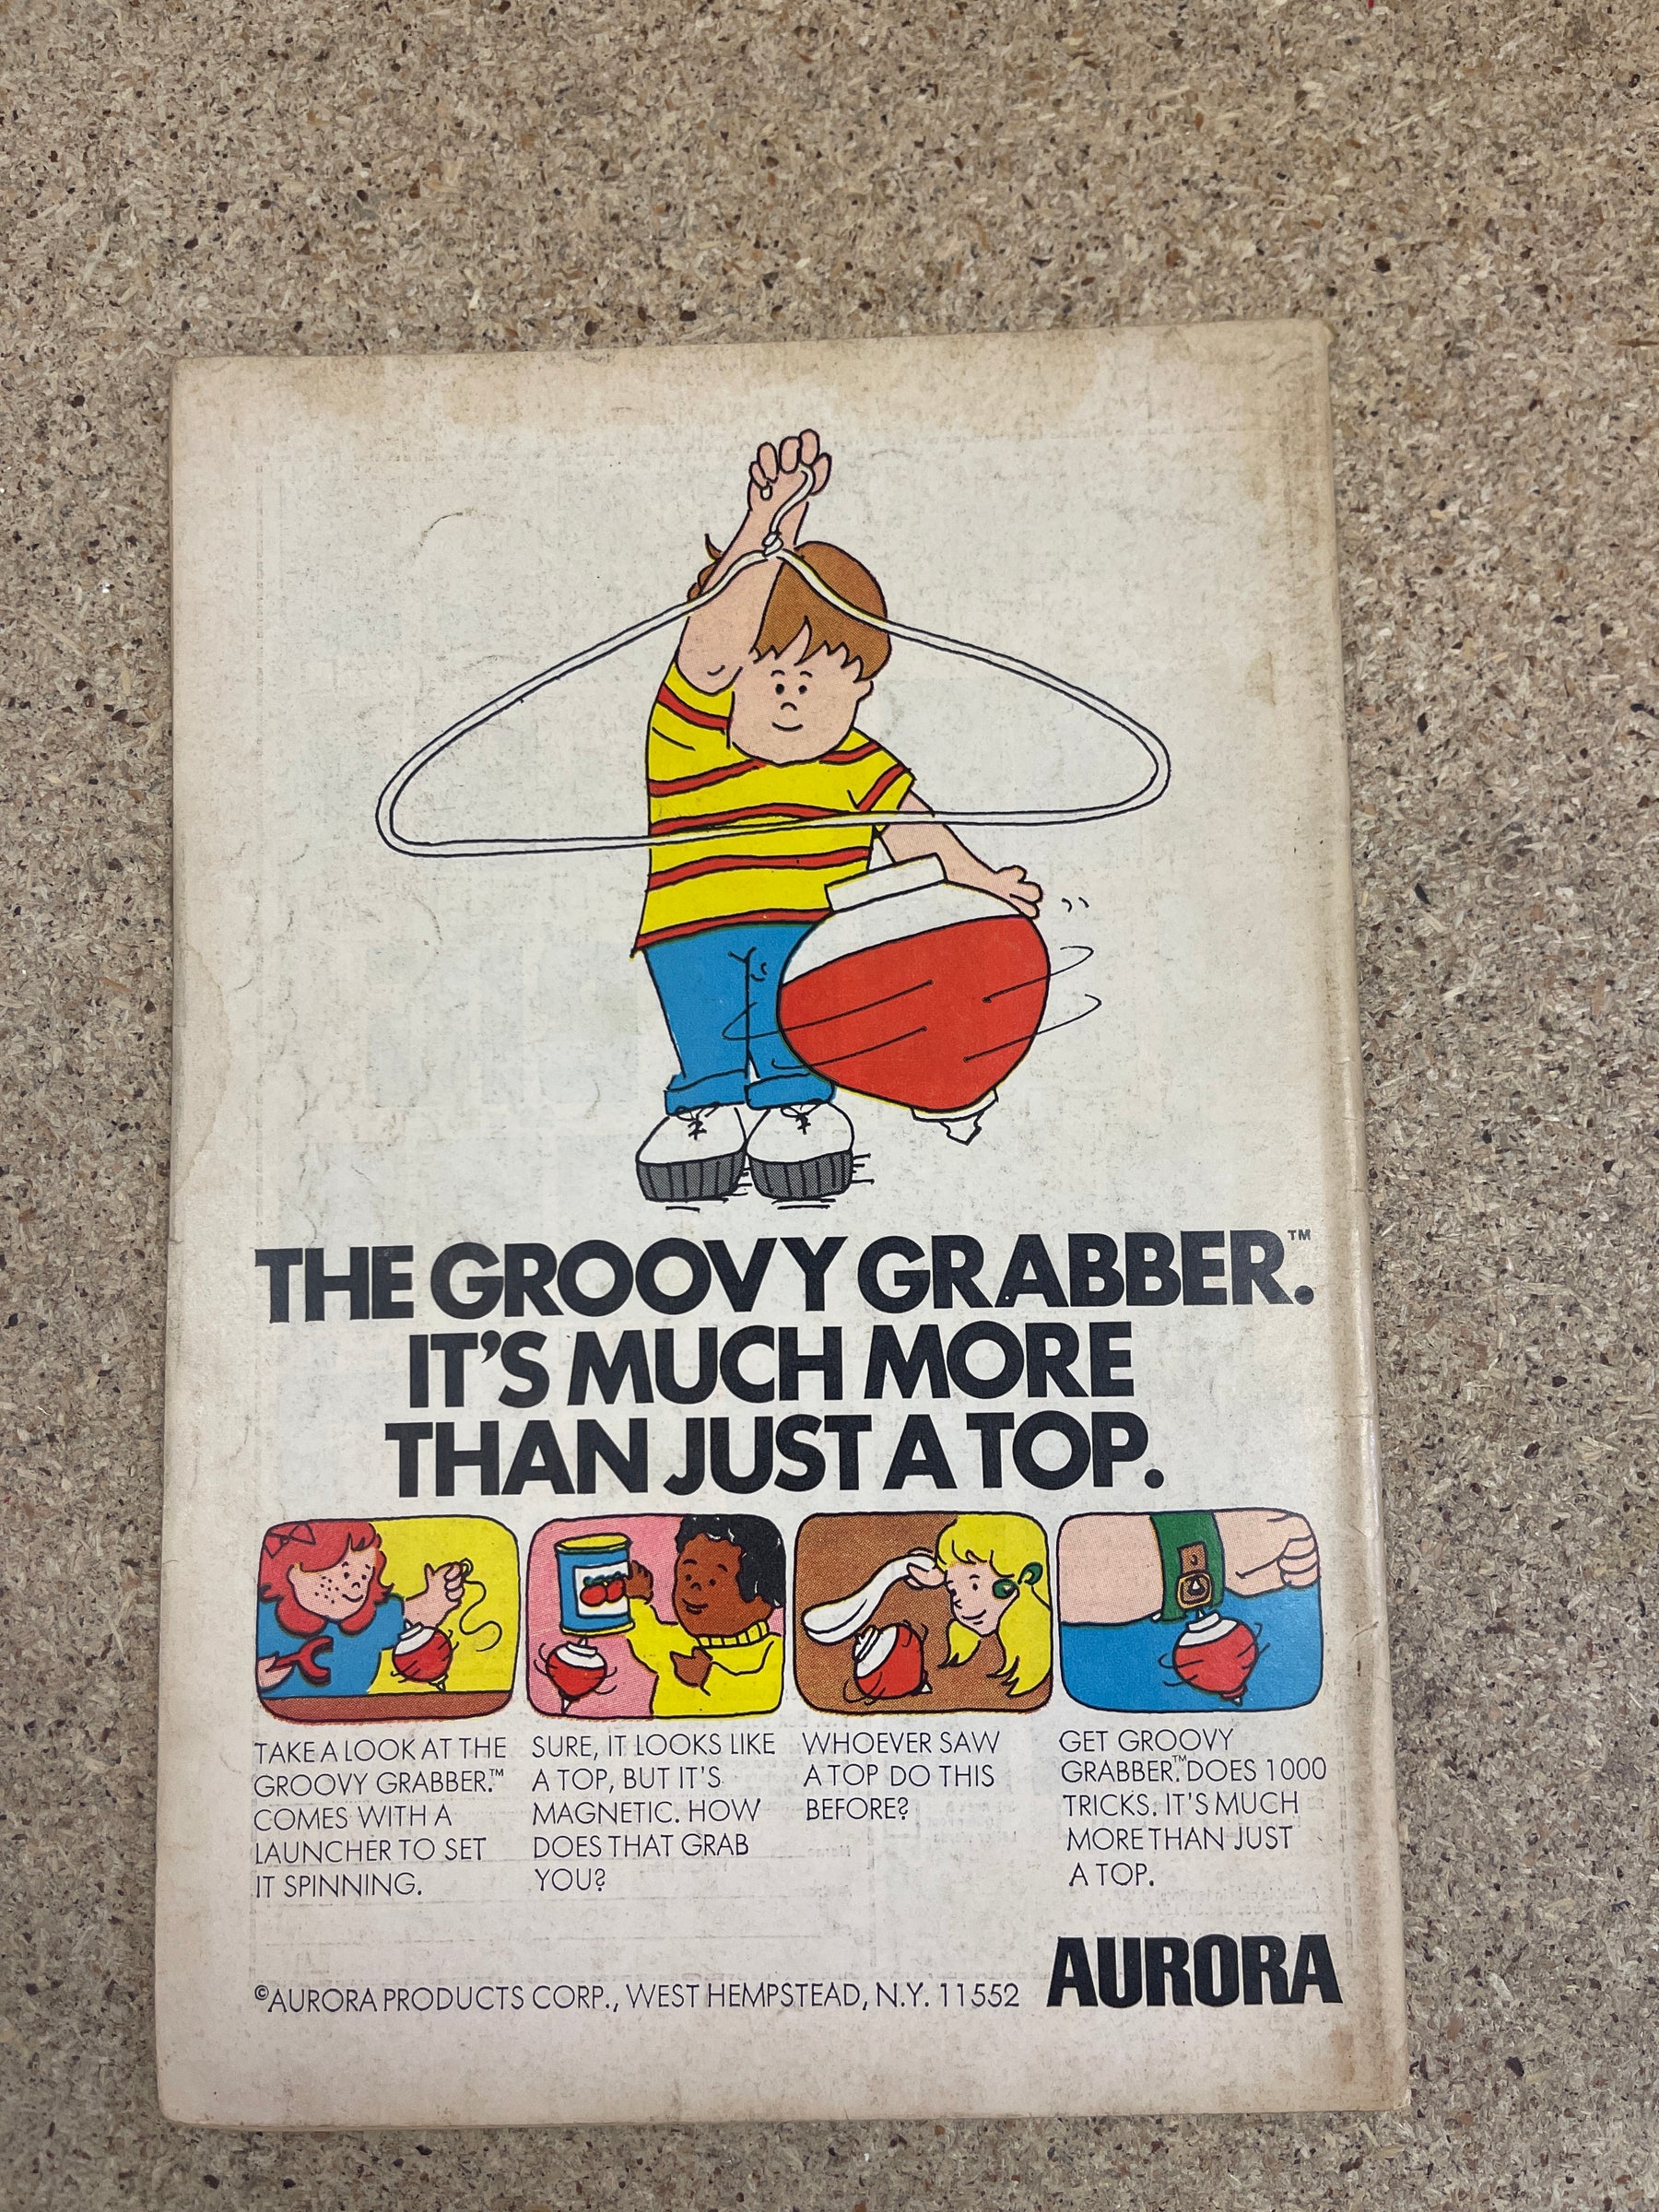 THE GROOVY GRABBER.™
IT'S MUCH MORE
THAN JUST A TOP.
TAKE A LOOK AT THE
GROOVY GRABBER.™
COMES WITH A
LAUNCHER TO SET
IT SPINNING.
SURE, IT LOOKS LIKE
A TOP, BUT IT'S
MAGNETIC. HOW
DOES THAT GRAB
YOU?
WHOEVER SAW
A TOP DO THIS
BEFORE?
GET GROOVY
GRABBER.™ DOES 1000
TRICKS. IT'S MUCH
MORE THAN JUST
A TOP.
©AURORA PRODUCTS CORP., WEST HEMPSTEAD, N.Y. 11552
AURORA